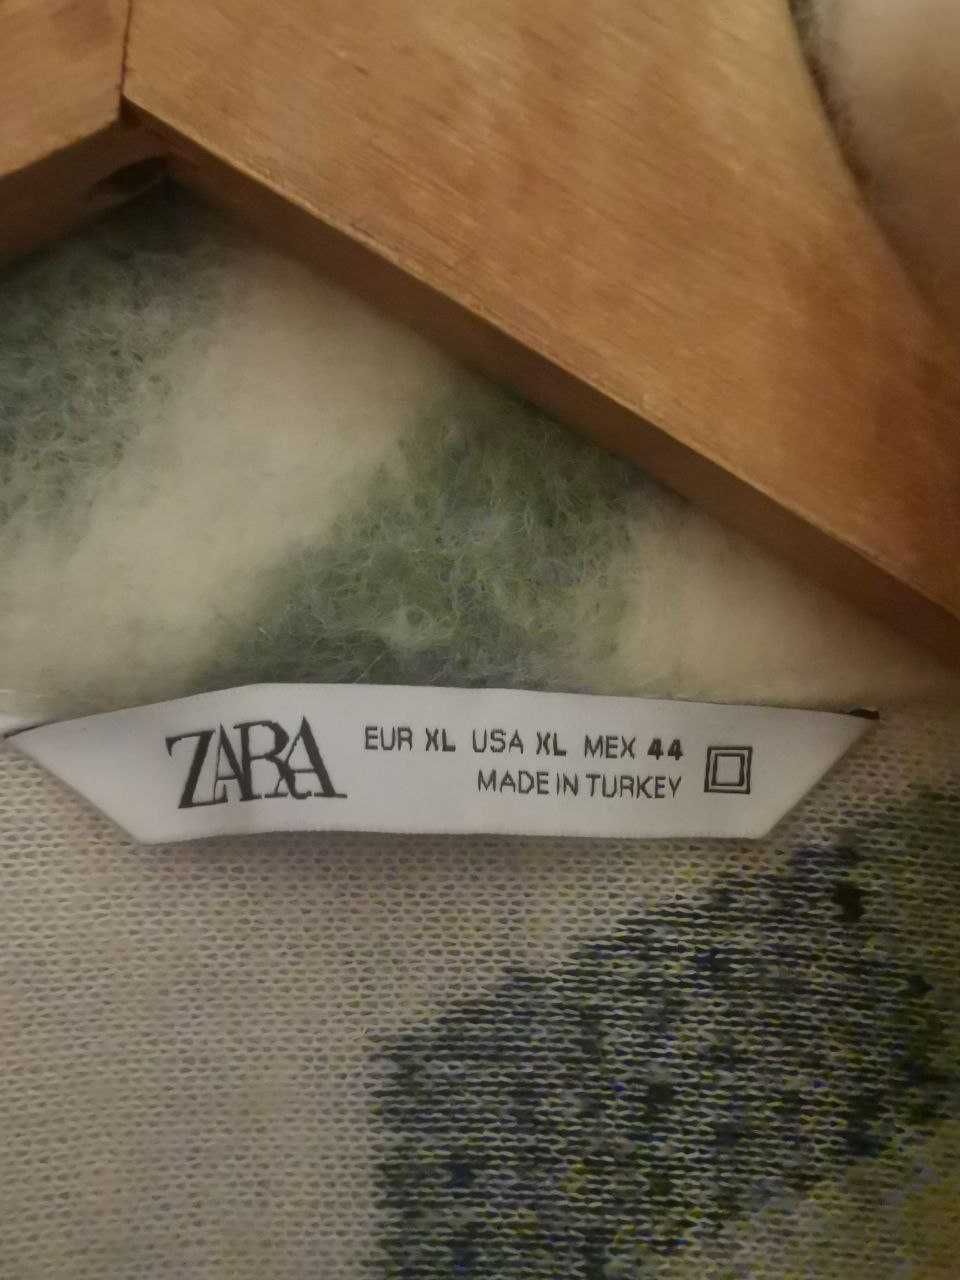 ZARA
EUR XL USA XL MEX 44
MADE IN TURKEY